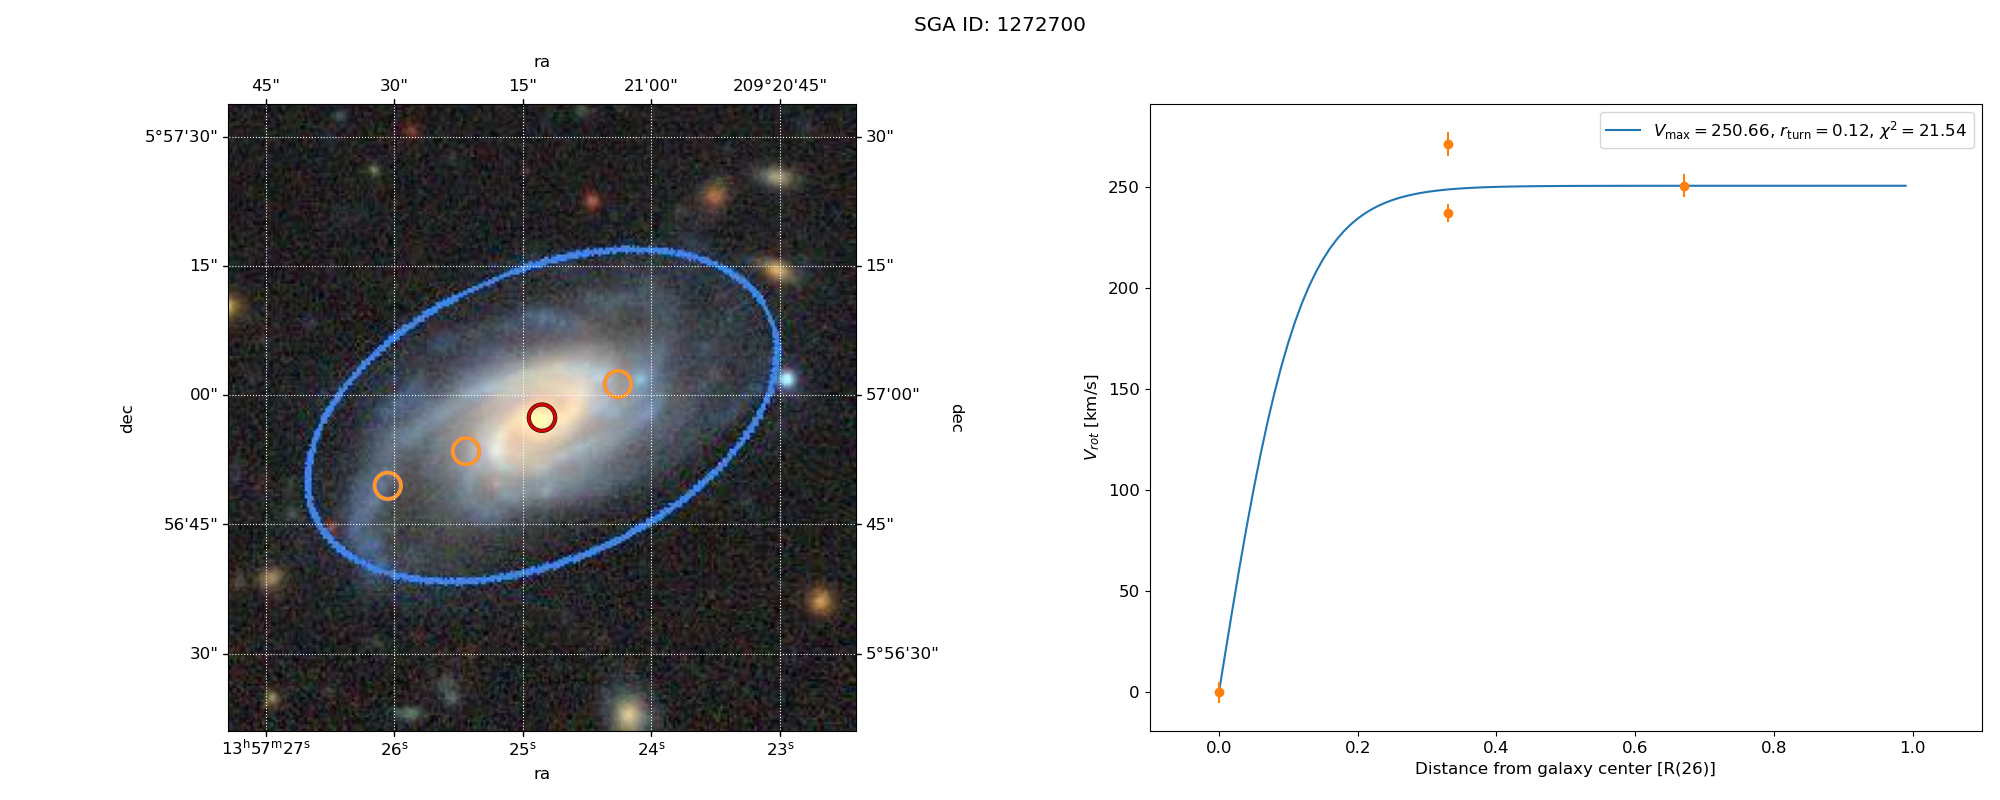 SGA ID: 1272700
ra
45" 30" 15" 21'00" 209°20'45"
5°57'30" 30"
15" 15"
00" 57'00"
56'45" 45"
30" 5°56'30"
dec
dec
13ʰ57ᵐ27ˢ 26ˢ 25ˢ 24ˢ 23ˢ
ra
V_max = 250.66, r_turn = 0.12, χ² = 21.54
250
200
150
100
50
0
V_rot [km/s]
0.0 0.2 0.4 0.6 0.8 1.0
Distance from galaxy center [R(26)]